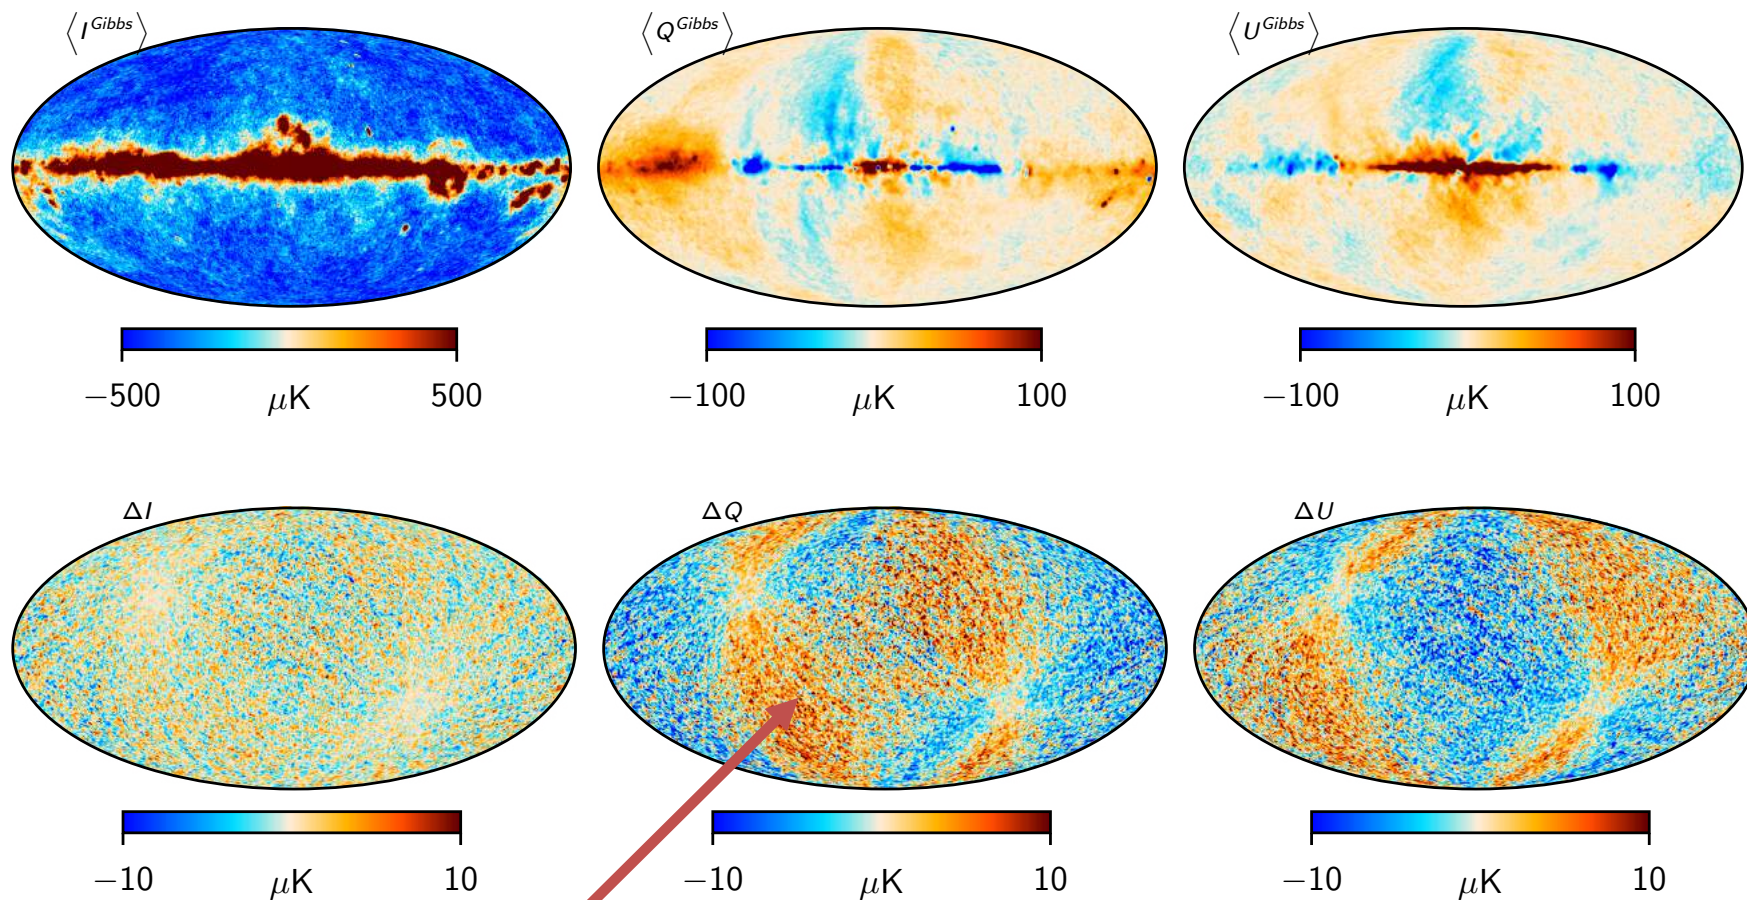 ⟨I^Gibbs⟩ ⟨Q^Gibbs⟩ ⟨U^Gibbs⟩
−500 μK 500 −100 μK 100 −100 μK 100
ΔI ΔQ ΔU
−10 μK 10 −10 μK 10 −10 μK 10